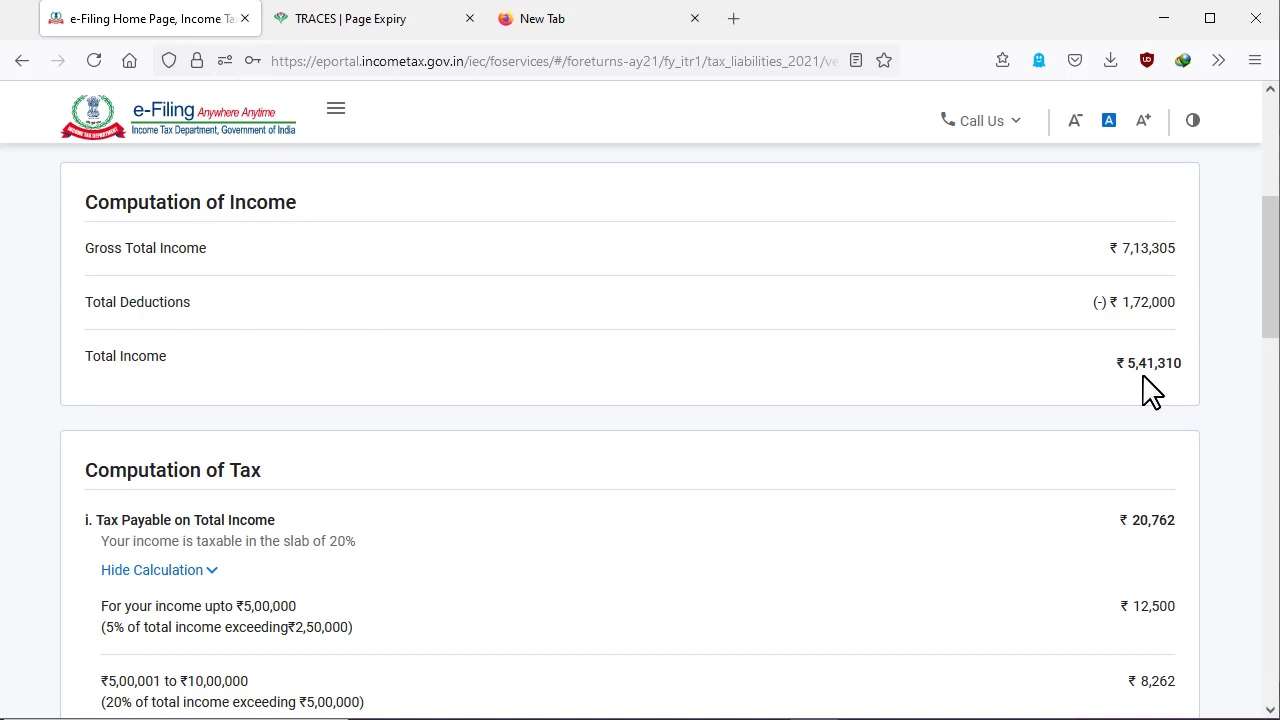 e-Filing Home Page, Income Ta
TRACES | Page Expiry
New Tab
https://eportal.incometax.gov.in/iec/foservices/#/foreturns-ay21/fy_itr1/tax_liabilities_2021/ve
e-Filing Anywhere Anytime
Income Tax Department, Government of India
Call Us
A-
A
A+
Computation of Income
Gross Total Income ₹ 7,13,305
Total Deductions (-) ₹ 1,72,000
Total Income ₹ 5,41,310
Computation of Tax
i. Tax Payable on Total Income ₹ 20,762
Your income is taxable in the slab of 20%
Hide Calculation
For your income upto ₹5,00,000 ₹ 12,500
(5% of total income exceeding₹2,50,000)
₹5,00,001 to ₹10,00,000 ₹ 8,262
(20% of total income exceeding ₹5,00,000)